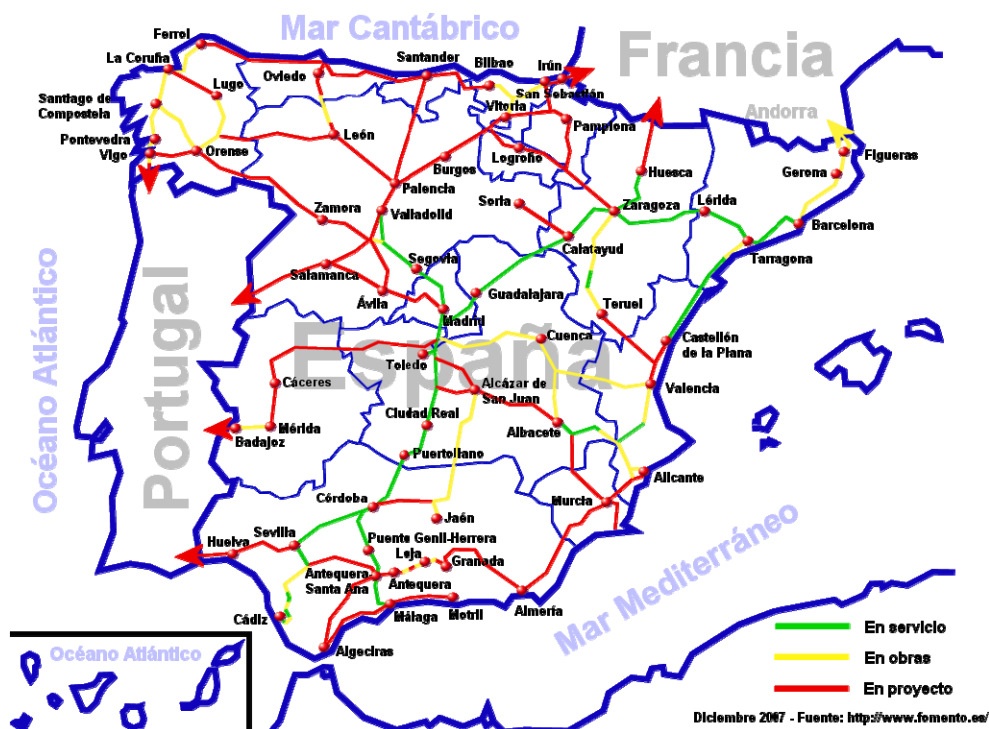 Mar Cantábrico
Francia
Ferrol
La Coruña
Oviedo
Santander
Bilbao
Irún
San Sebastián
Lugo
Santiago de
Compostela
Vitoria
Pamplona
Andorra
Pontevedra
León
Vigo
Orense
Logroño
Figueras
Burgos
Huesca
Gerona
Palencia
Zamora
Valladolid
Soria
Zaragoza
Lérida
Barcelona
Calatayud
Tarragona
Segovia
Salamanca
Ávila
Guadalajara
Teruel
Océano Atlántico
Portugal
España
Madrid
Cuenca
Castellón
de la Plana
Toledo
Cáceres
Alcázar de
San Juan
Valencia
Ciudad Real
Albacete
Mérida
Badajoz
Puertollano
Alicante
Córdoba
Murcia
Jaén
Sevilla
Huelva
Puente Genil-Herrera
Loja
Granada
Antequera
Santa Ana
Antequera
Cádiz
Málaga
Motril
Almería
Algeciras
Mar Mediterráneo
Océano Atlántico
En servicio
En obras
En proyecto
Diciembre 2007 - Fuente: http://www.fomento.es/